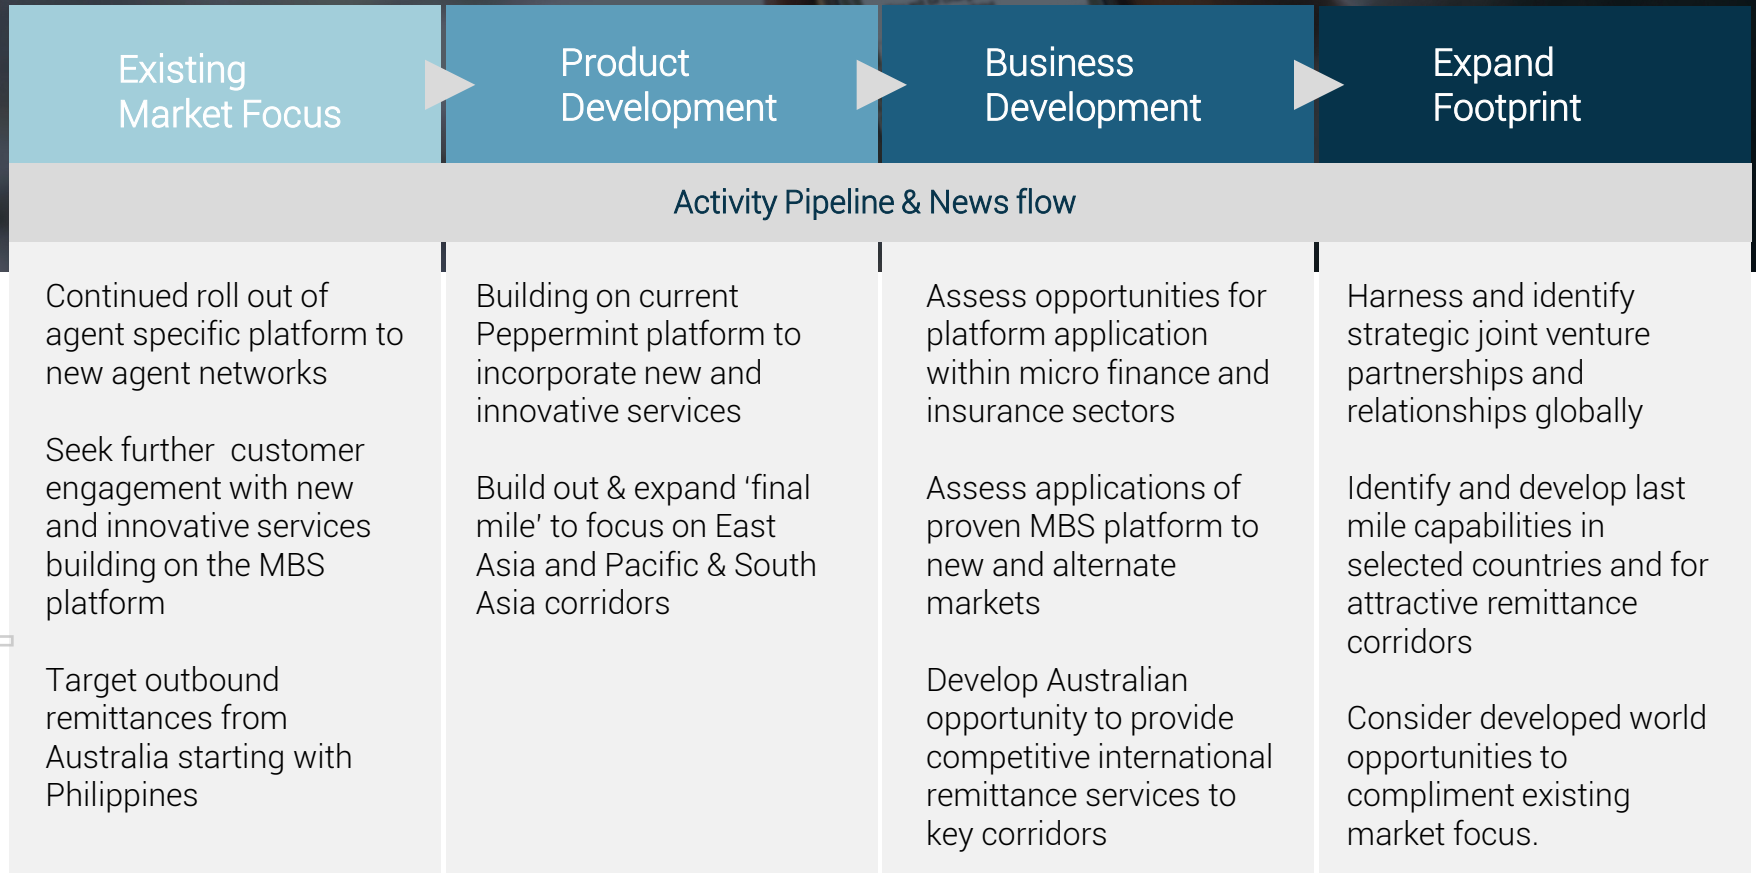 Existing
Market Focus
Product
Development
Business
Development
Expand
Footprint
Activity Pipeline & News flow
Continued roll out of
agent specific platform to
new agent networks
Seek further  customer
engagement with new
and innovative services
building on the MBS
platform
Target outbound
remittances from
Australia starting with
Philippines
Building on current
Peppermint platform to
incorporate new and
innovative services
Build out & expand ‘final
mile’ to focus on East
Asia and Pacific & South
Asia corridors
Assess opportunities for
platform application
within micro finance and
insurance sectors
Assess applications of
proven MBS platform to
new and alternate
markets
Develop Australian
opportunity to provide
competitive international
remittance services to
key corridors
Harness and identify
strategic joint venture
partnerships and
relationships globally
Identify and develop last
mile capabilities in
selected countries and for
attractive remittance
corridors
Consider developed world
opportunities to
compliment existing
market focus.